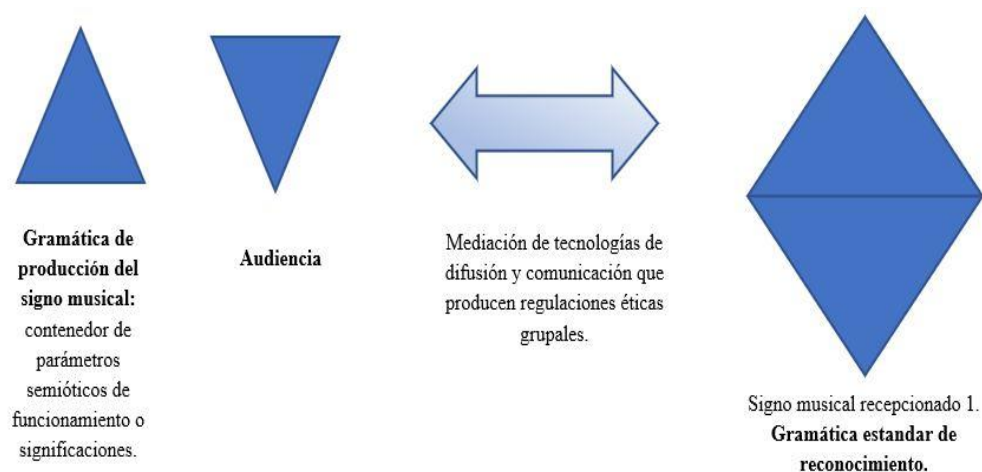 Gramática de
producción del
signo musical:
contenedor de
parámetros
semióticos de
funcionamiento o
significaciones.
Audiencia
Mediación de tecnologías de
difusión y comunicación que
producen regulaciones éticas
grupales.
Signo musical recepcionado 1.
Gramática estandar de
reconocimiento.